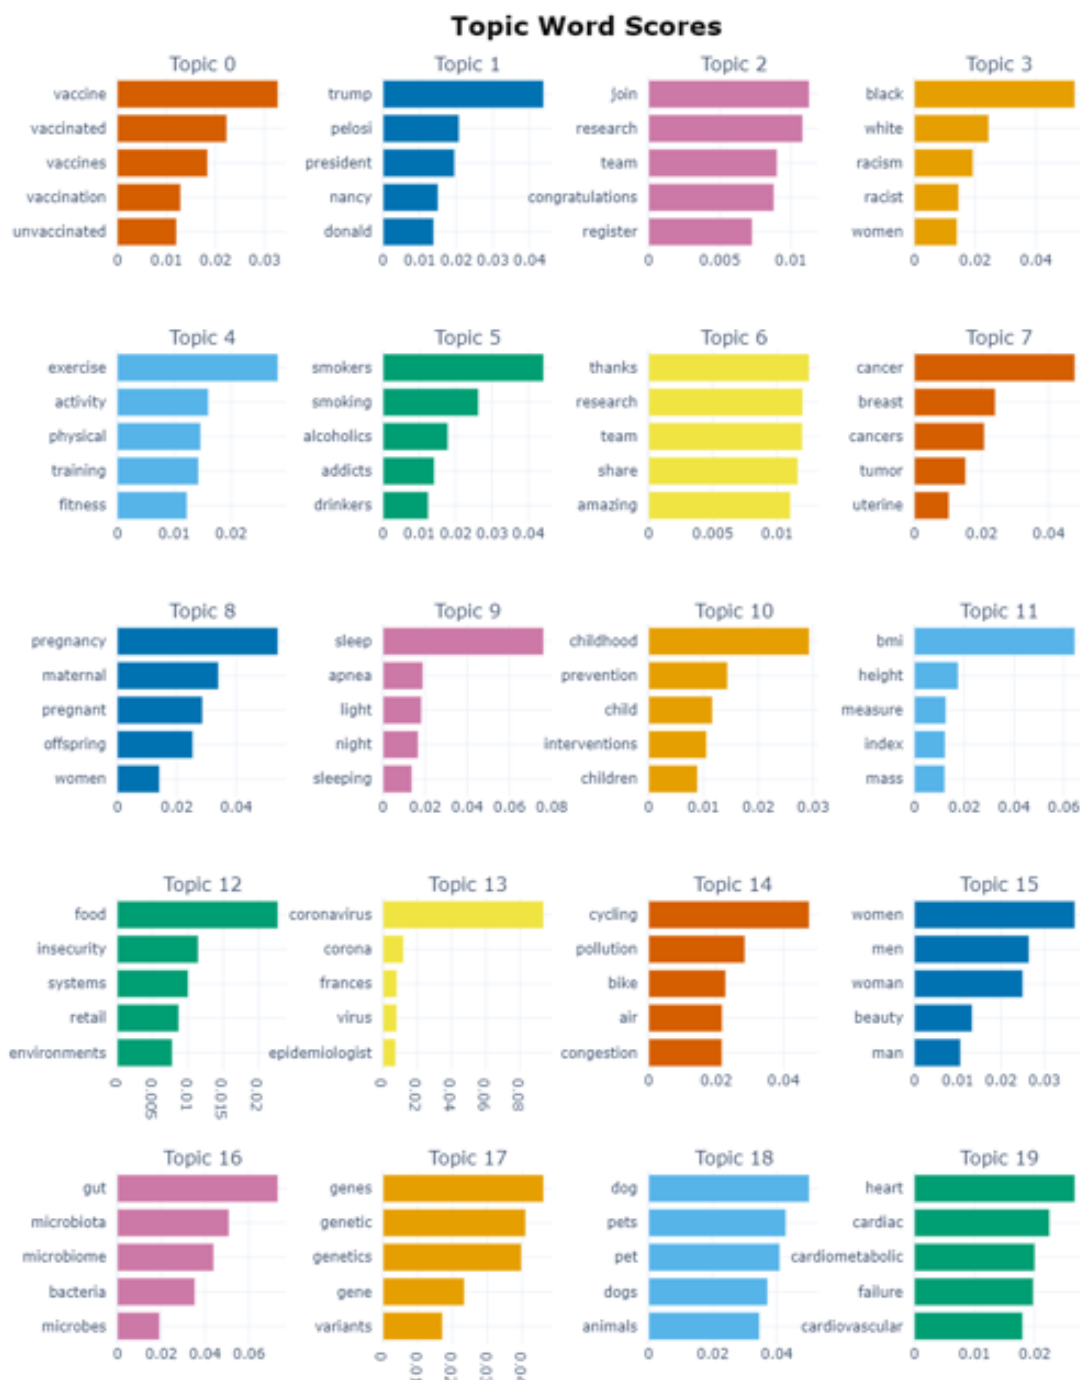 Topic Word Scores
Topic 0
vaccine
vaccinated
vaccines
vaccination
unvaccinated
0 0.01 0.02 0.03
Topic 1
trump
pelosi
president
nancy
donald
0 0.01 0.02 0.03 0.04
Topic 2
join
research
team
congratulations
register
0 0.005 0.01
Topic 3
black
white
racism
racist
women
0 0.02 0.04
Topic 4
exercise
activity
physical
training
fitness
0 0.01 0.02
Topic 5
smokers
smoking
alcoholics
addicts
drinkers
0 0.01 0.02 0.03 0.04
Topic 6
thanks
research
team
share
amazing
0 0.005 0.01
Topic 7
cancer
breast
cancers
tumor
uterine
0 0.02 0.04
Topic 8
pregnancy
maternal
pregnant
offspring
women
0 0.02 0.04
Topic 9
sleep
apnea
light
night
sleeping
0 0.02 0.04 0.06 0.08
Topic 10
childhood
prevention
child
interventions
children
0 0.01 0.02 0.03
Topic 11
bmi
height
measure
index
mass
0 0.02 0.04 0.06
Topic 12
food
insecurity
systems
retail
environments
0 0.005 0.01 0.015 0.02
Topic 13
coronavirus
corona
frances
virus
epidemiologist
0 0.02 0.04 0.06 0.08
Topic 14
cycling
pollution
bike
air
congestion
0 0.02 0.04
Topic 15
women
men
woman
beauty
man
0 0.01 0.02 0.03
Topic 16
gut
microbiota
microbiome
bacteria
microbes
0 0.02 0.04 0.06
Topic 17
genes
genetic
genetics
gene
variants
0
Topic 18
dog
pets
pet
dogs
animals
0 0.02 0.04
Topic 19
heart
cardiac
cardiometabolic
failure
cardiovascular
0 0.01 0.02